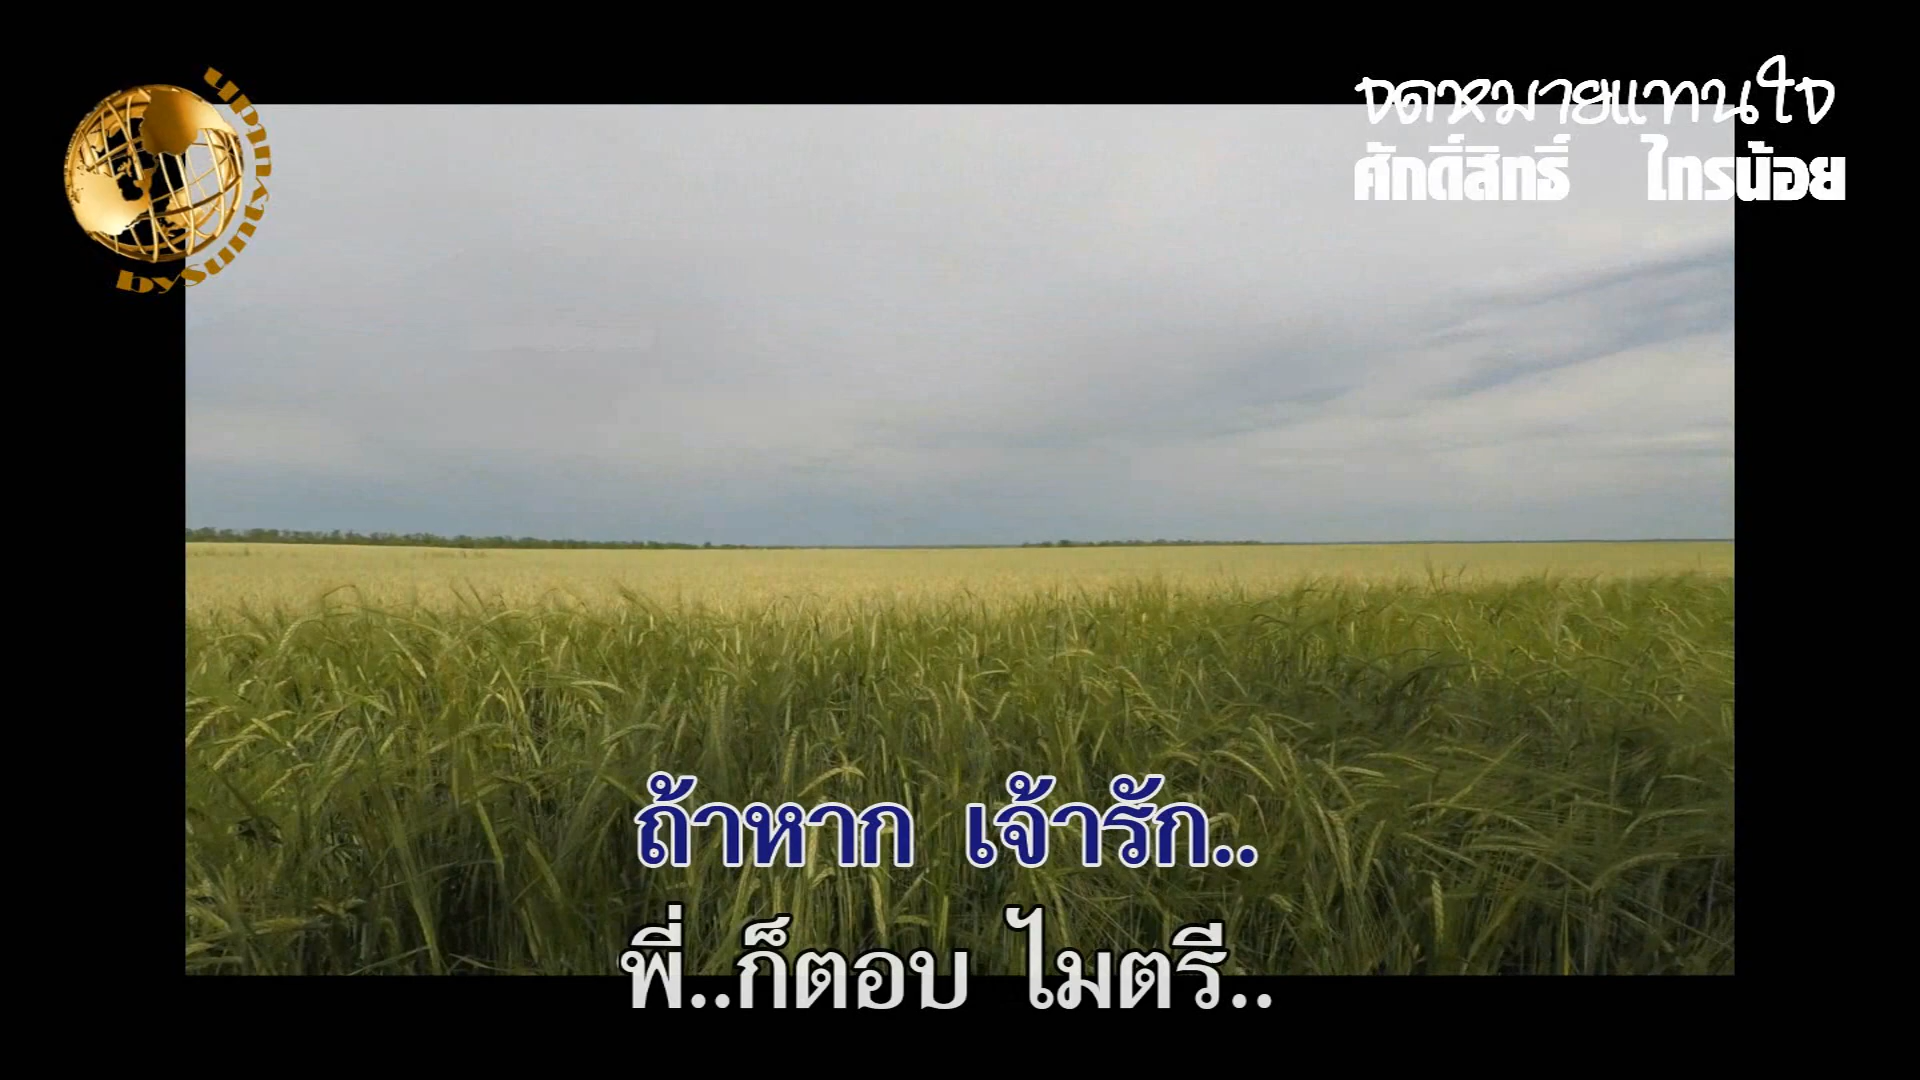 จดหมายแทนใจ
ศักดิ์สิทธิ์ ไทรน้อย
bysun
ถ้าหาก เจ้ารัก..
พี่..ก็ตอบ ไมตรี..